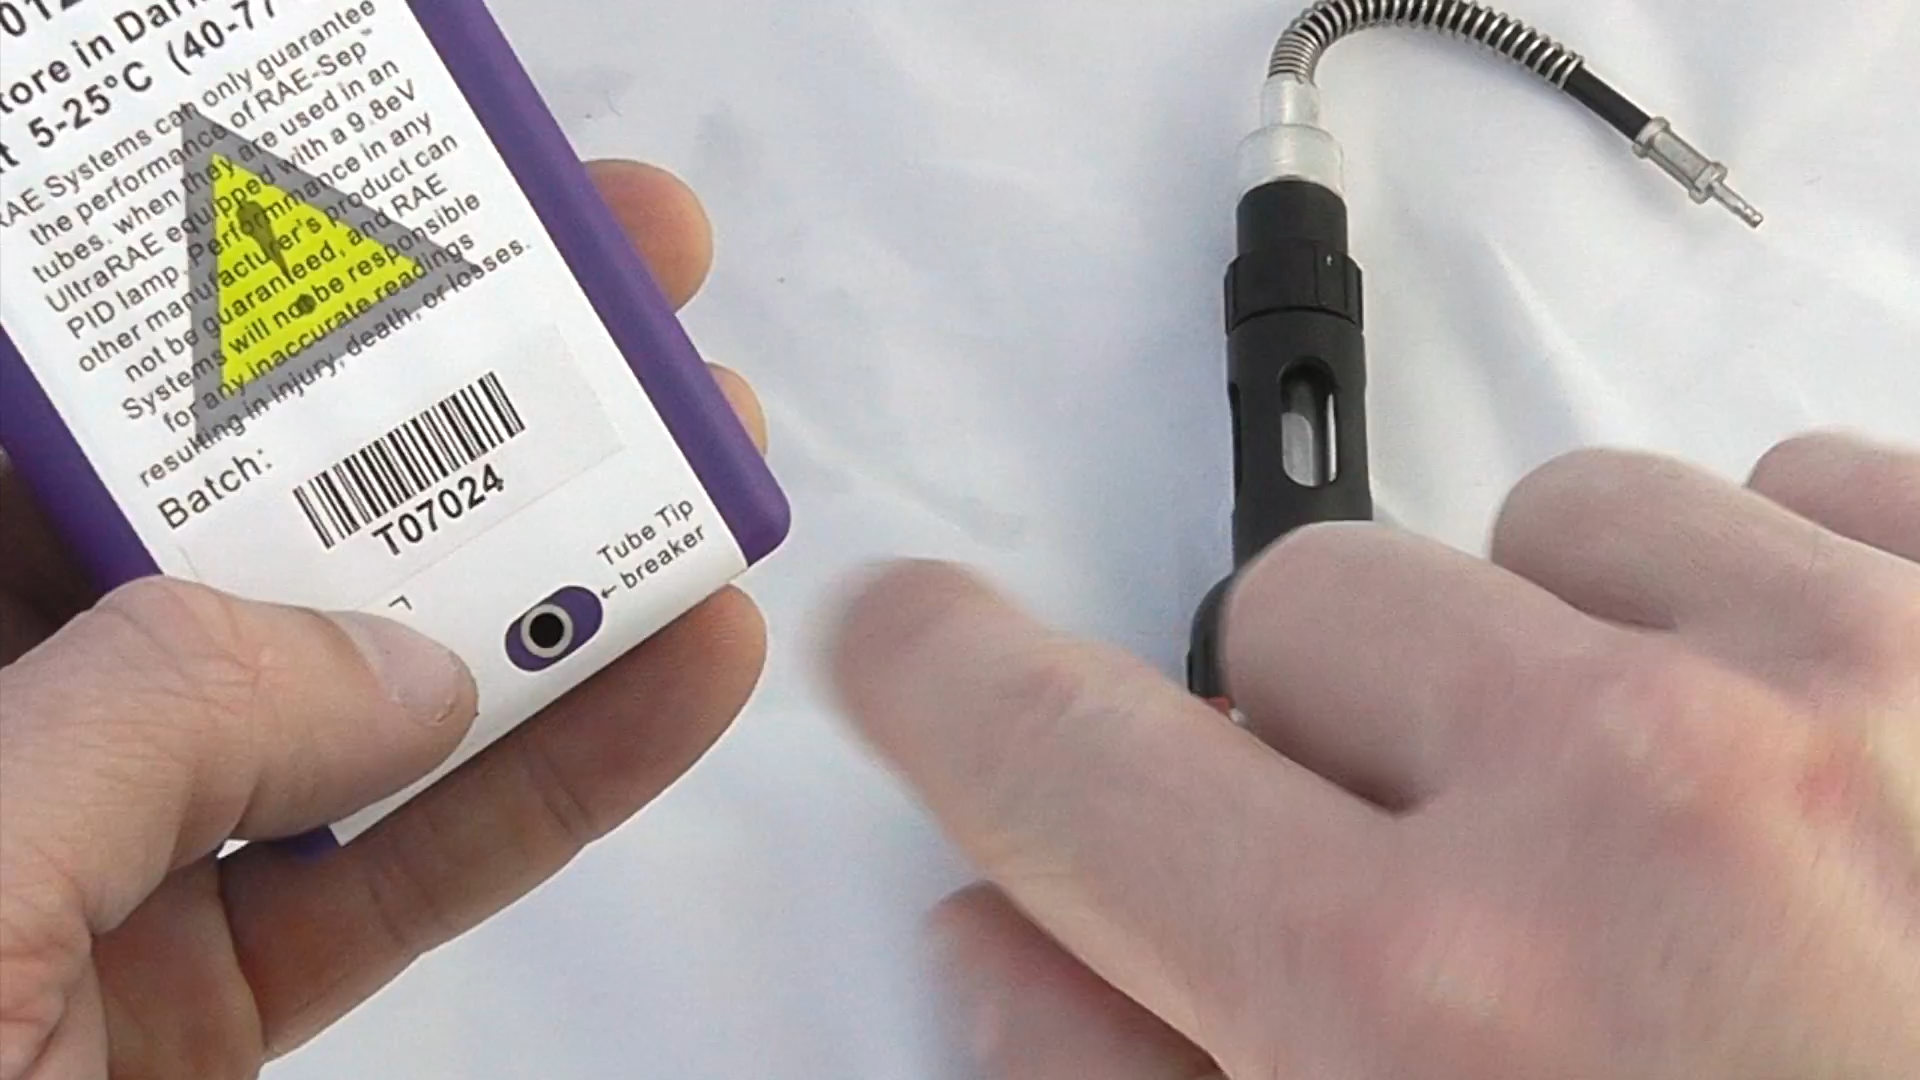 012
tore in Dark
t 5-25°C (40-77
RAE Systems can only guarantee
the performance of RAE-Sep™
tubes, when they are used in an
UltraRAE equipped with a 9.8eV
PID lamp. Performance in any
other manufacturer's product can
not be guaranteed, and RAE
Systems will not be responsible
for any inaccurate readings
resulting in injury, death, or losses.
Batch:
T07024
Tube Tip
← breaker